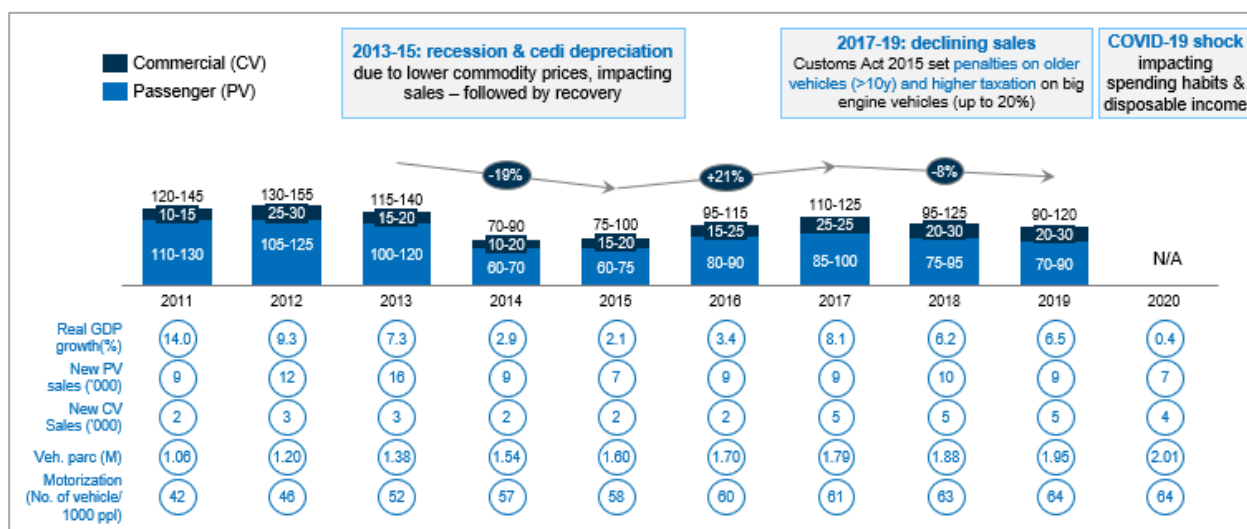 Commercial (CV)
Passenger (PV)
2013-15: recession & cedi depreciation
due to lower commodity prices, impacting
sales – followed by recovery
2017-19: declining sales
Customs Act 2015 set penalties on older
vehicles (>10y) and higher taxation on big
engine vehicles (up to 20%)
COVID-19 shock
impacting
spending habits &
disposable income
-19% +21% -8%
120-145 130-155 115-140 70-90 75-100 95-115 110-125 95-125 90-120
10-15 25-30 15-20 10-20 15-20 15-25 25-25 20-30 20-30
110-130 105-125 100-120 60-70 60-75 80-90 85-100 75-95 70-90 N/A
2011 2012 2013 2014 2015 2016 2017 2018 2019 2020
Real GDP
growth(%) 14.0 9.3 7.3 2.9 2.1 3.4 8.1 6.2 6.5 0.4
New PV
sales ('000) 9 12 16 9 7 9 9 10 9 7
New CV
Sales ('000) 2 3 3 2 2 2 5 5 5 4
Veh. parc (M) 1.06 1.20 1.38 1.54 1.60 1.70 1.79 1.88 1.95 2.01
Motorization
(No. of vehicle/ 42 46 52 57 58 60 61 63 64 64
1000 ppl)